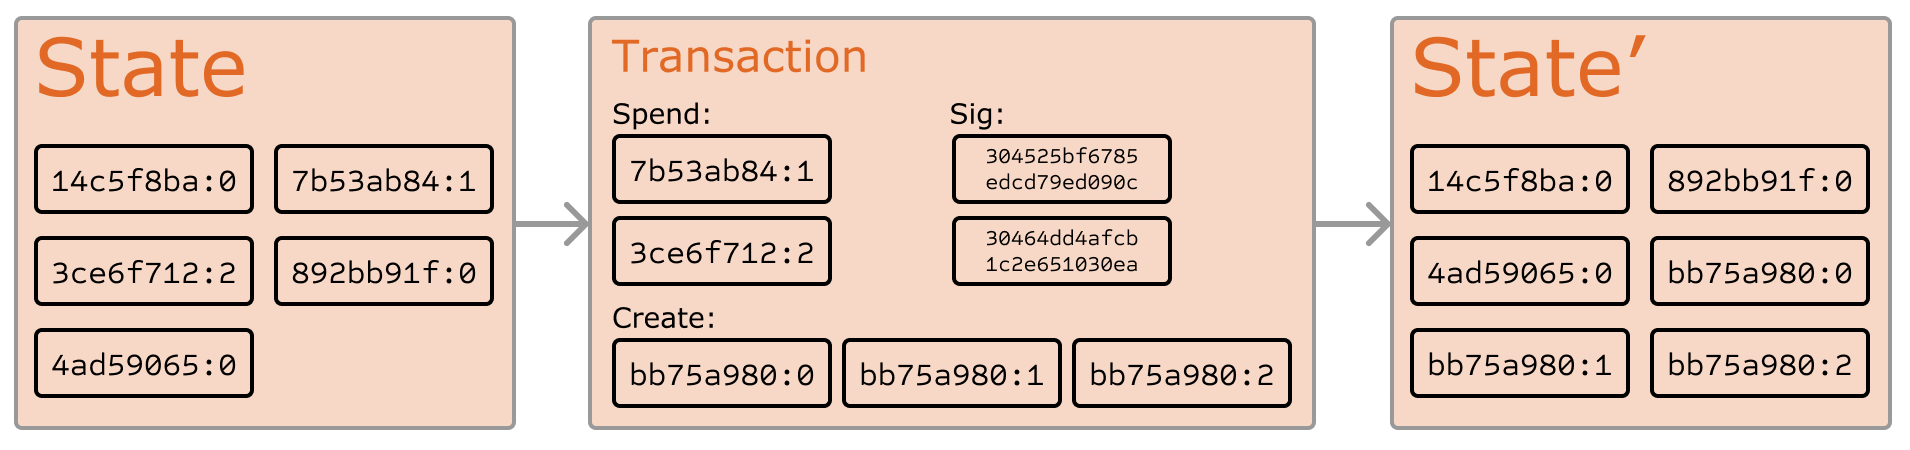 State
14c5f8ba:0 7b53ab84:1
3ce6f712:2 892bb91f:0
4ad59065:0
Transaction
Spend: Sig:
7b53ab84:1 304525bf6785
edcd79ed090c
3ce6f712:2 30464dd4afcb
1c2e651030ea
Create:
bb75a980:0 bb75a980:1 bb75a980:2
State’
14c5f8ba:0 892bb91f:0
4ad59065:0 bb75a980:0
bb75a980:1 bb75a980:2